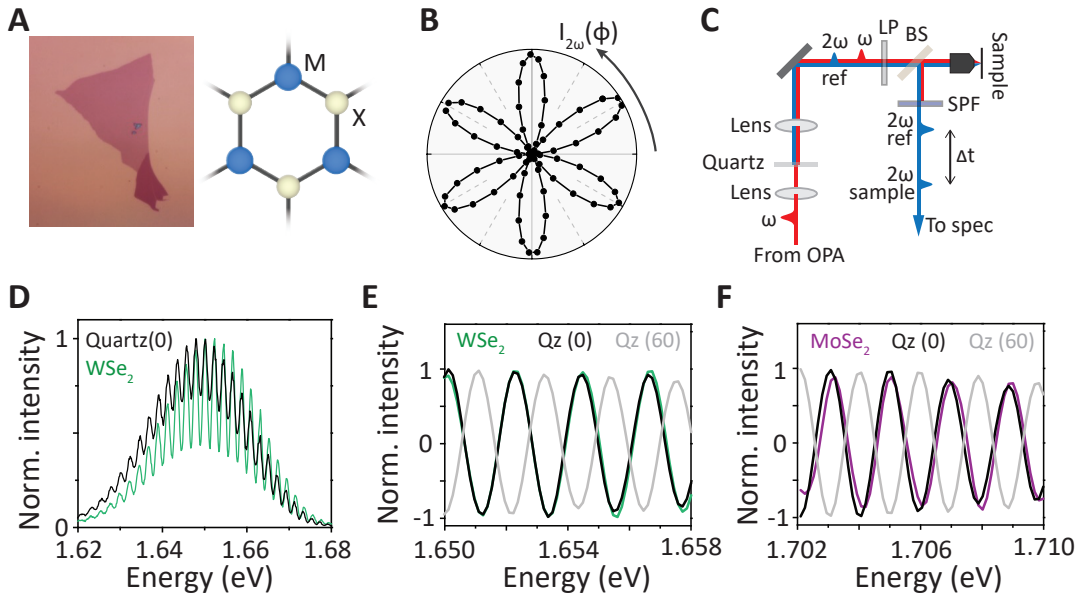 A
M
X
B
I₂ω(ϕ)
C
LP
BS
2ω
ω
ref
Sample
Lens
SPF
2ω
ref
Quartz
Δt
Lens
2ω
sample
ω
To spec
From OPA
D
Norm. intensity
1
0
Quartz(0)
WSe₂
1.62
1.64
1.66
1.68
Energy (eV)
E
WSe₂
Qz (0)
Qz (60)
Norm. intensity
1
0
-1
1.650
1.654
1.658
Energy (eV)
F
MoSe₂
Qz (0)
Qz (60)
Norm. intensity
1
0
-1
1.702
1.706
1.710
Energy (eV)